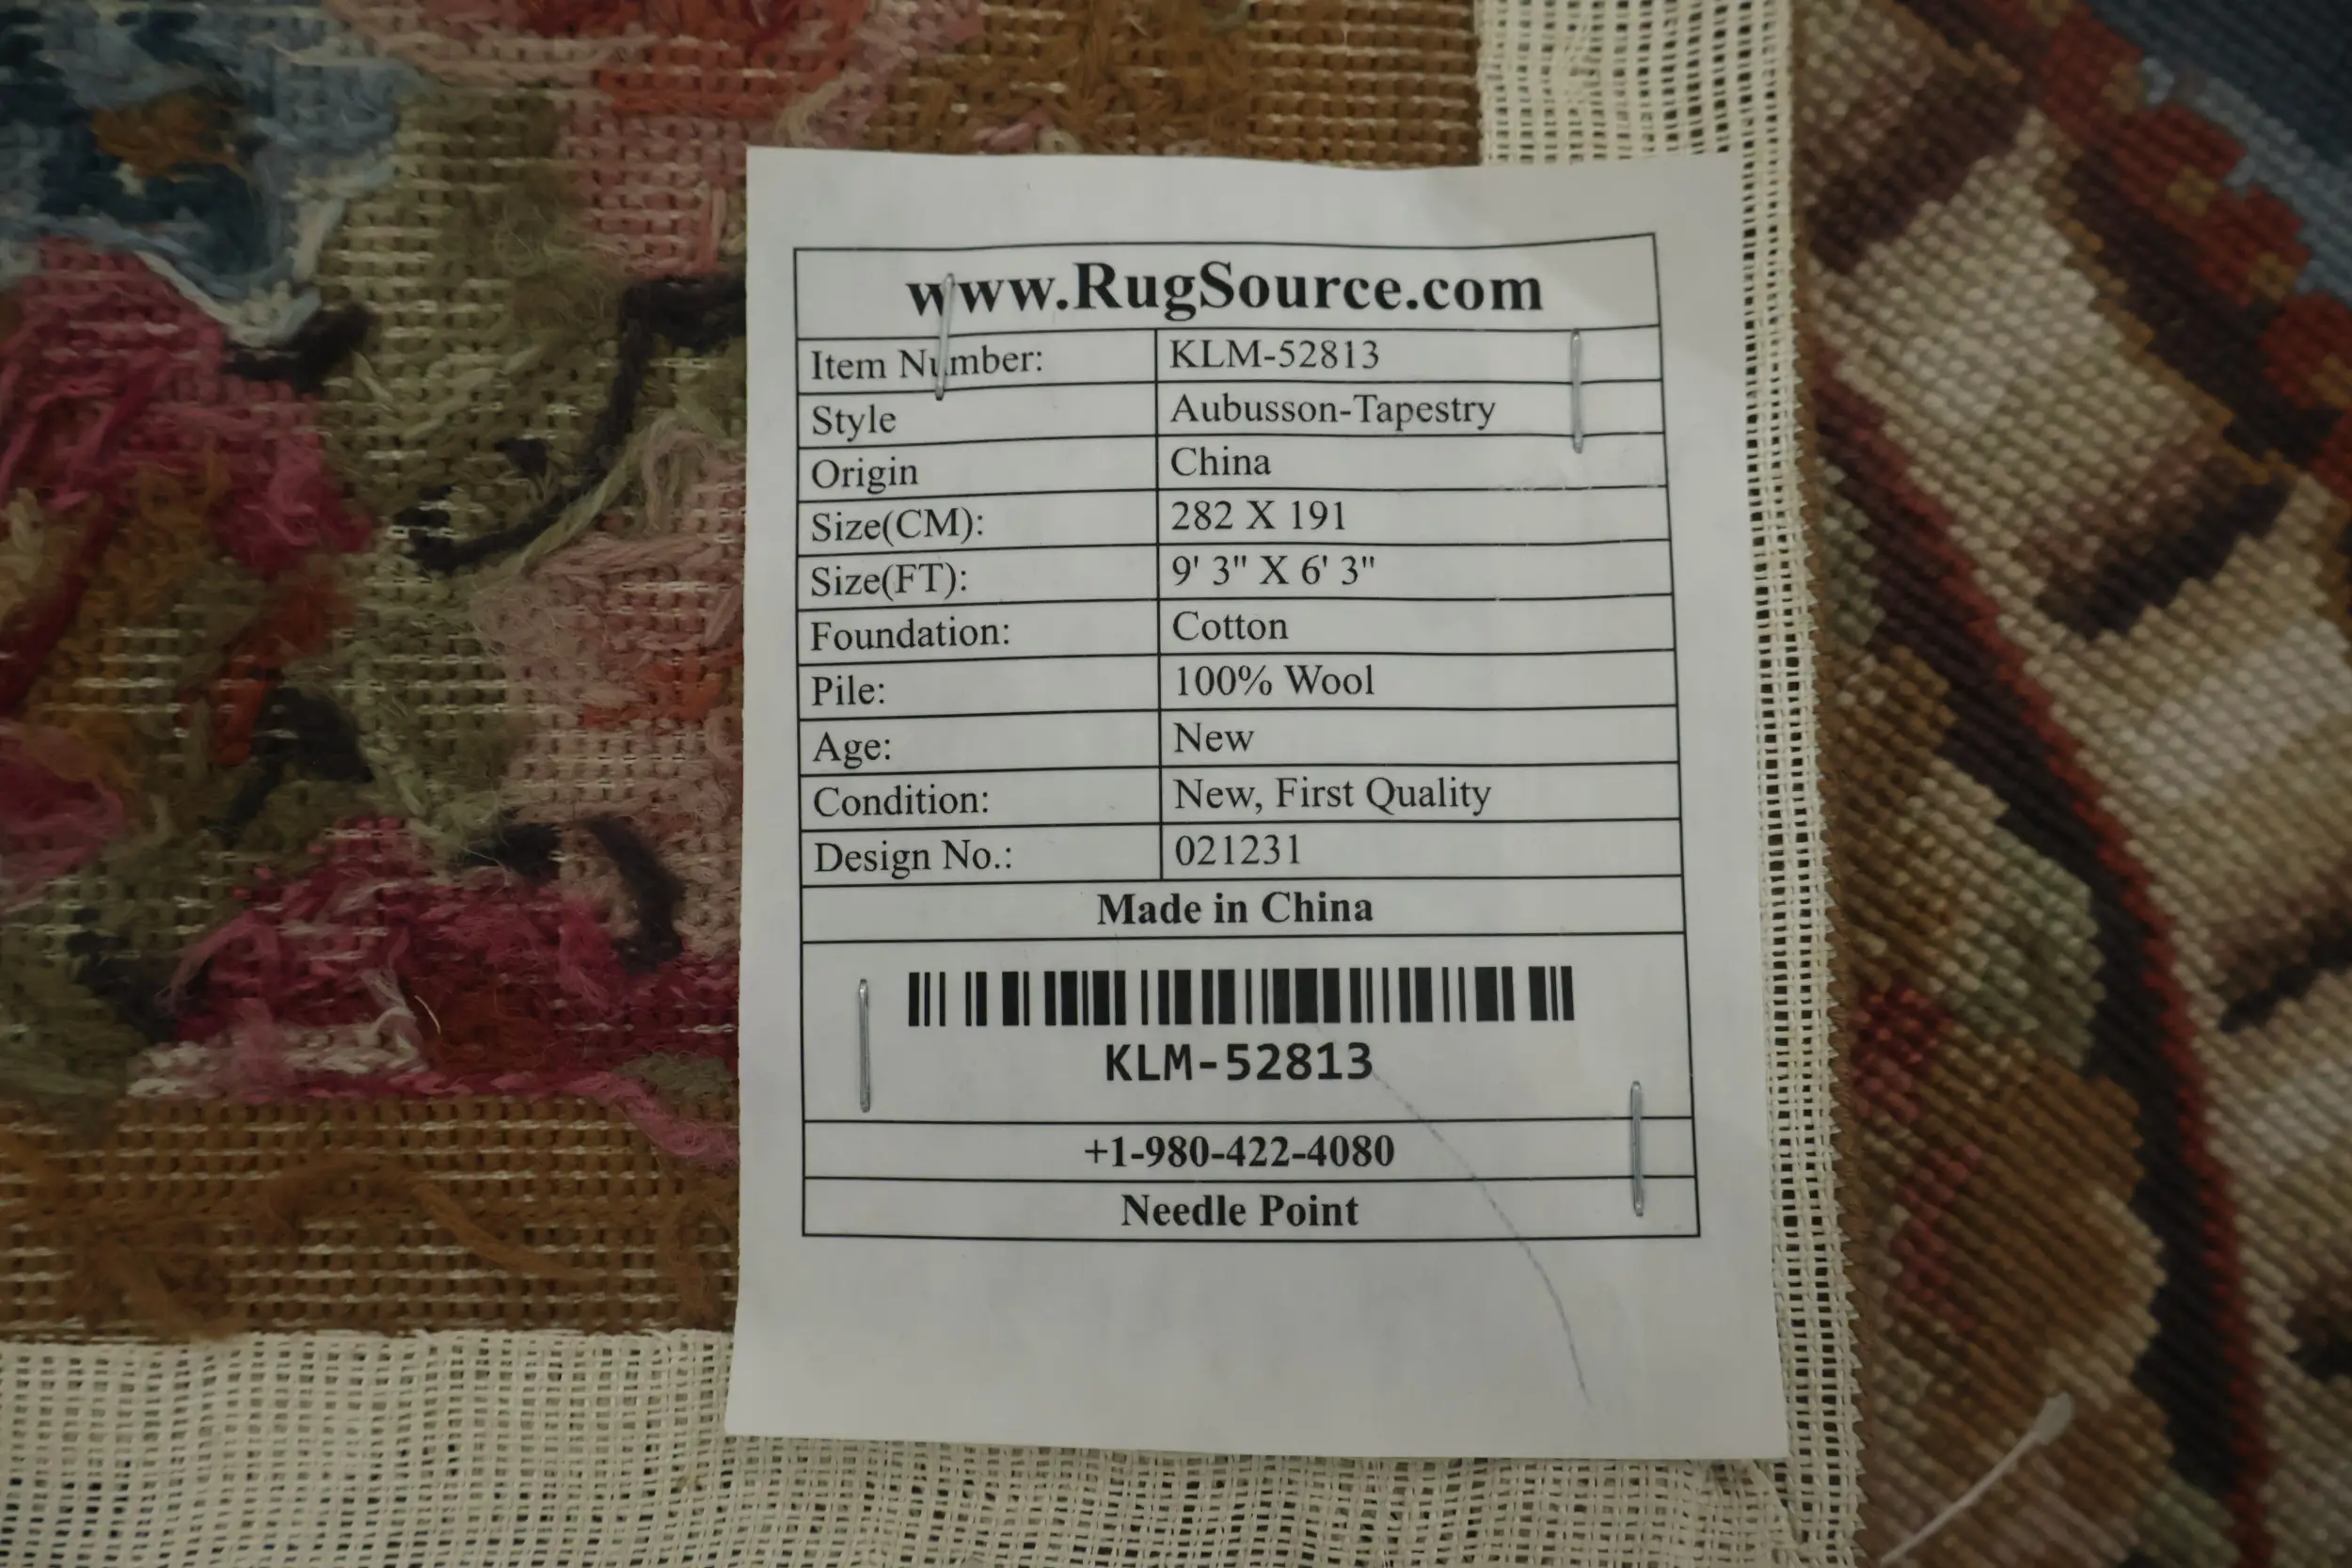 www.RugSource.com
Item Number: KLM-52813
Style Aubusson-Tapestry
Origin China
Size(CM): 282 X 191
Size(FT): 9' 3" X 6' 3"
Foundation: Cotton
Pile: 100% Wool
Age: New
Condition: New, First Quality
Design No.: 021231
Made in China
KLM-52813
+1-980-422-4080
Needle Point